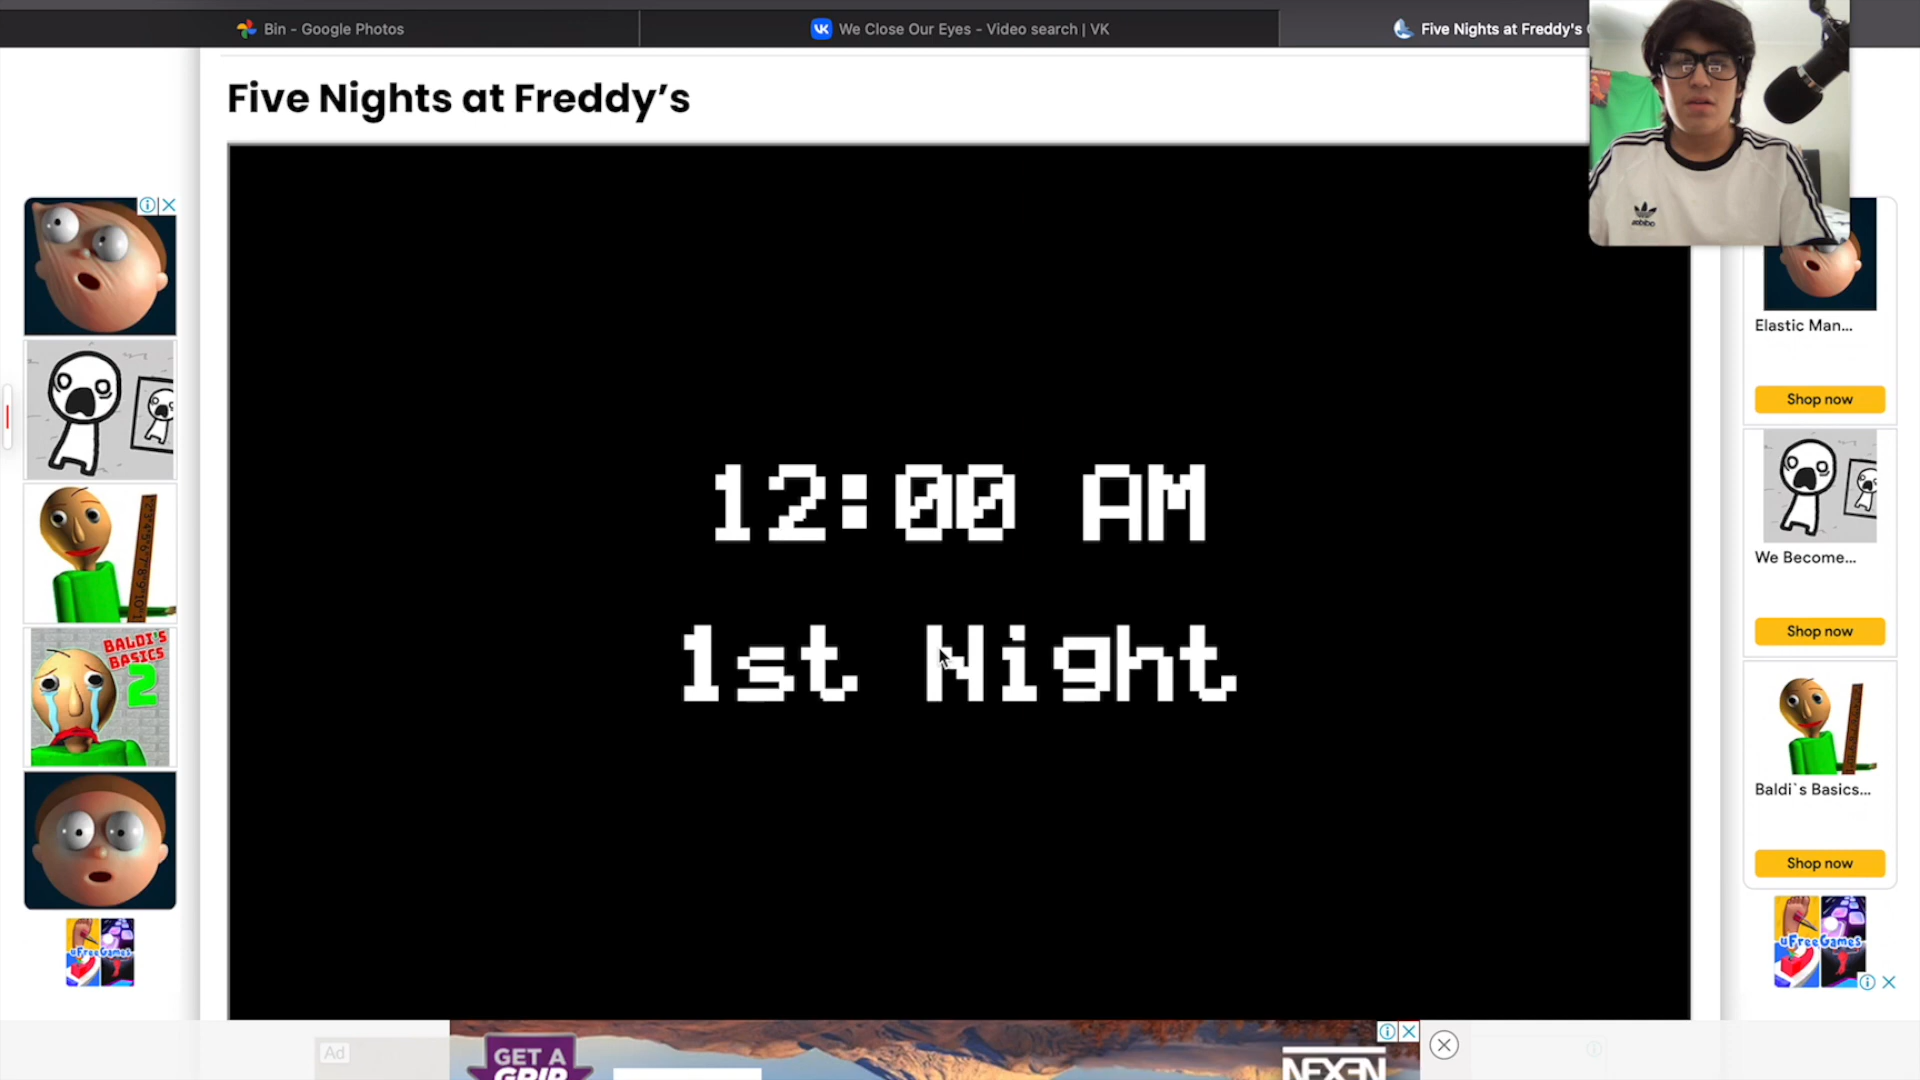 Bin - Google Photos
We Close Our Eyes - Video search | VK
Five Nights at Freddy's
Five Nights at Freddy’s
12:00 AM
1st Night
BALDI'S
BASICS
2
uFreeGames
Elastic Man...
Shop now
We Become...
Shop now
Baldi`s Basics...
Shop now
uFreeGames
Ad
GET A
GRIP
NEXEN